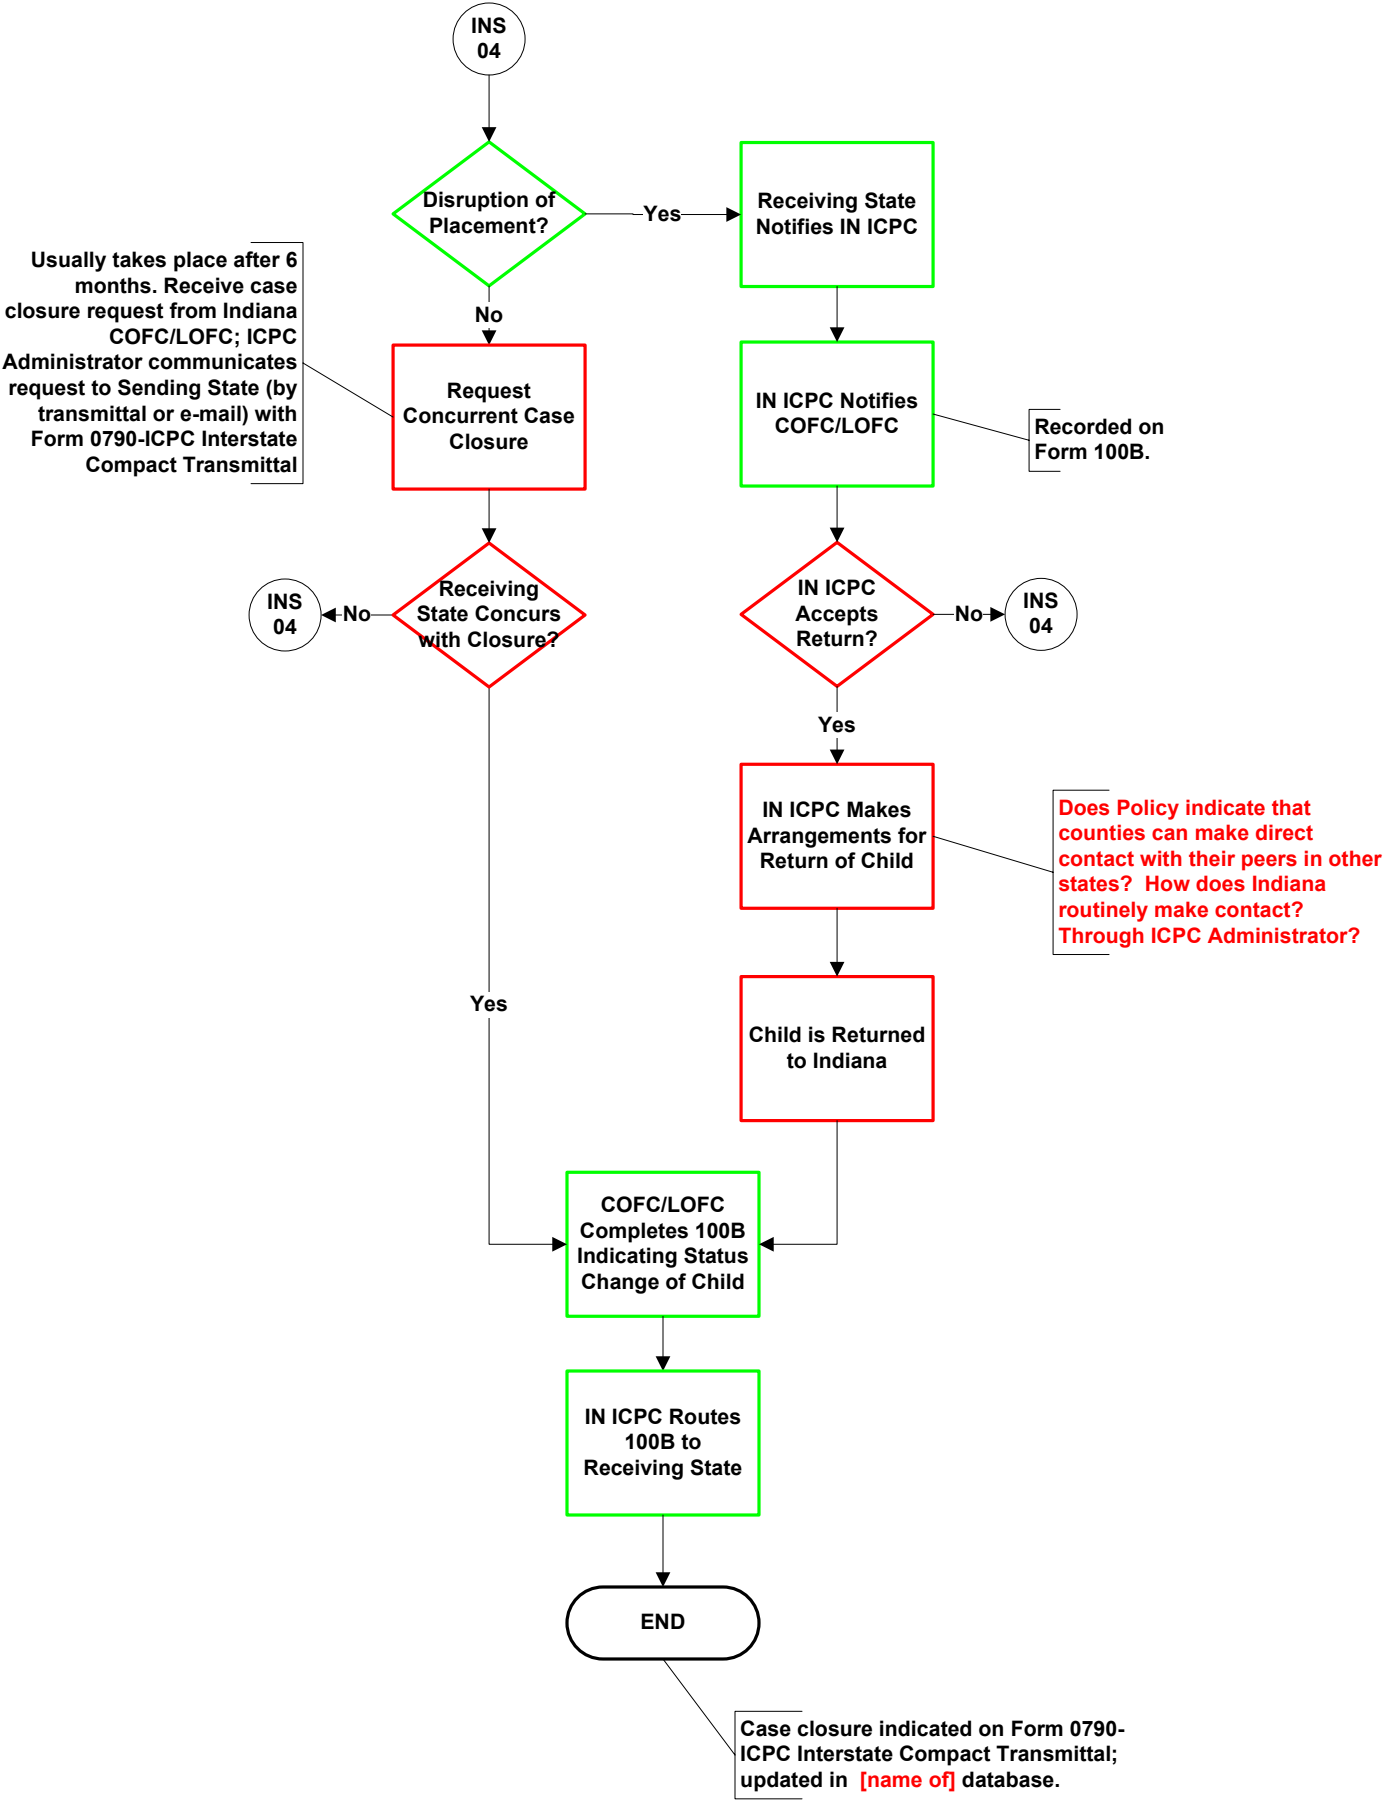 INS
04
Disruption of
Placement?
Yes
Receiving State
Notifies IN ICPC
No
Usually takes place after 6
months. Receive case
closure request from Indiana
COFC/LOFC; ICPC
Administrator communicates
request to Sending State (by
transmittal or e-mail) with
Form 0790-ICPC Interstate
Compact Transmittal
Request
Concurrent Case
Closure
IN ICPC Notifies
COFC/LOFC
Recorded on
Form 100B.
INS
04
No
Receiving
State Concurs
with Closure?
IN ICPC
Accepts
Return?
No
INS
04
Yes
IN ICPC Makes
Arrangements for
Return of Child
Does Policy indicate that
counties can make direct
contact with their peers in other
states?  How does Indiana
routinely make contact?
Through ICPC Administrator?
Yes
Child is Returned
to Indiana
COFC/LOFC
Completes 100B
Indicating Status
Change of Child
IN ICPC Routes
100B to
Receiving State
END
Case closure indicated on Form 0790-
ICPC Interstate Compact Transmittal;
updated in  [name of] database.